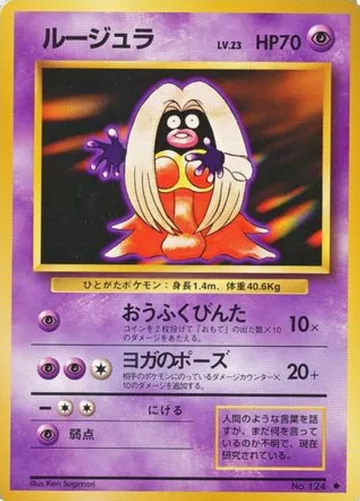 ルージュラ LV.23 HP70
ひとがたポケモン：身長1.4m、体重40.6Kg
おうふくびんた 10×
コインを2枚投げて「おもて」の出た数×10
のダメージをあたえる。
ヨガのポーズ 20+
相手のポケモンにのっているダメージカウンター×
10のダメージを追加する。
にげる
弱点
人間のような言葉を話
すが、まだ何を言って
いるのか不明で、現在
研究されている。
Illus. Ken Sugimori
No. 124